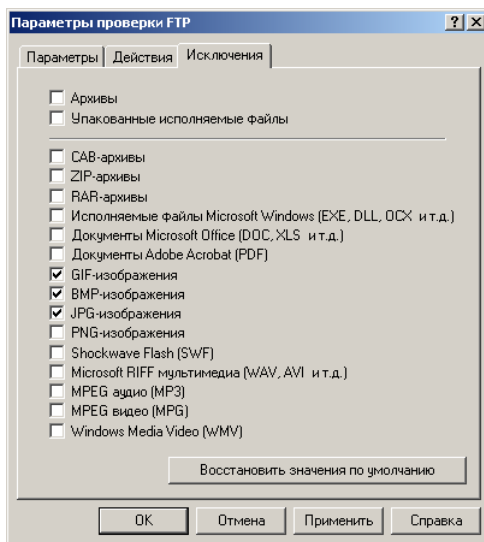 Параметры проверки FTP
Параметры Действия Исключения
Архивы
Упакованные исполняемые файлы
CAB-архивы
ZIP-архивы
RAR-архивы
Исполняемые файлы Microsoft Windows (EXE, DLL, OCX и т.д.)
Документы Microsoft Office (DOC, XLS и т.д.)
Документы Adobe Acrobat (PDF)
GIF-изображения
BMP-изображения
JPG-изображения
PNG-изображения
Shockwave Flash (SWF)
Microsoft RIFF мультимедиа (WAV, AVI и т.д.)
MPEG аудио (MP3)
MPEG видео (MPG)
Windows Media Video (WMV)
Восстановить значения по умолчанию
OK Отмена Применить Справка